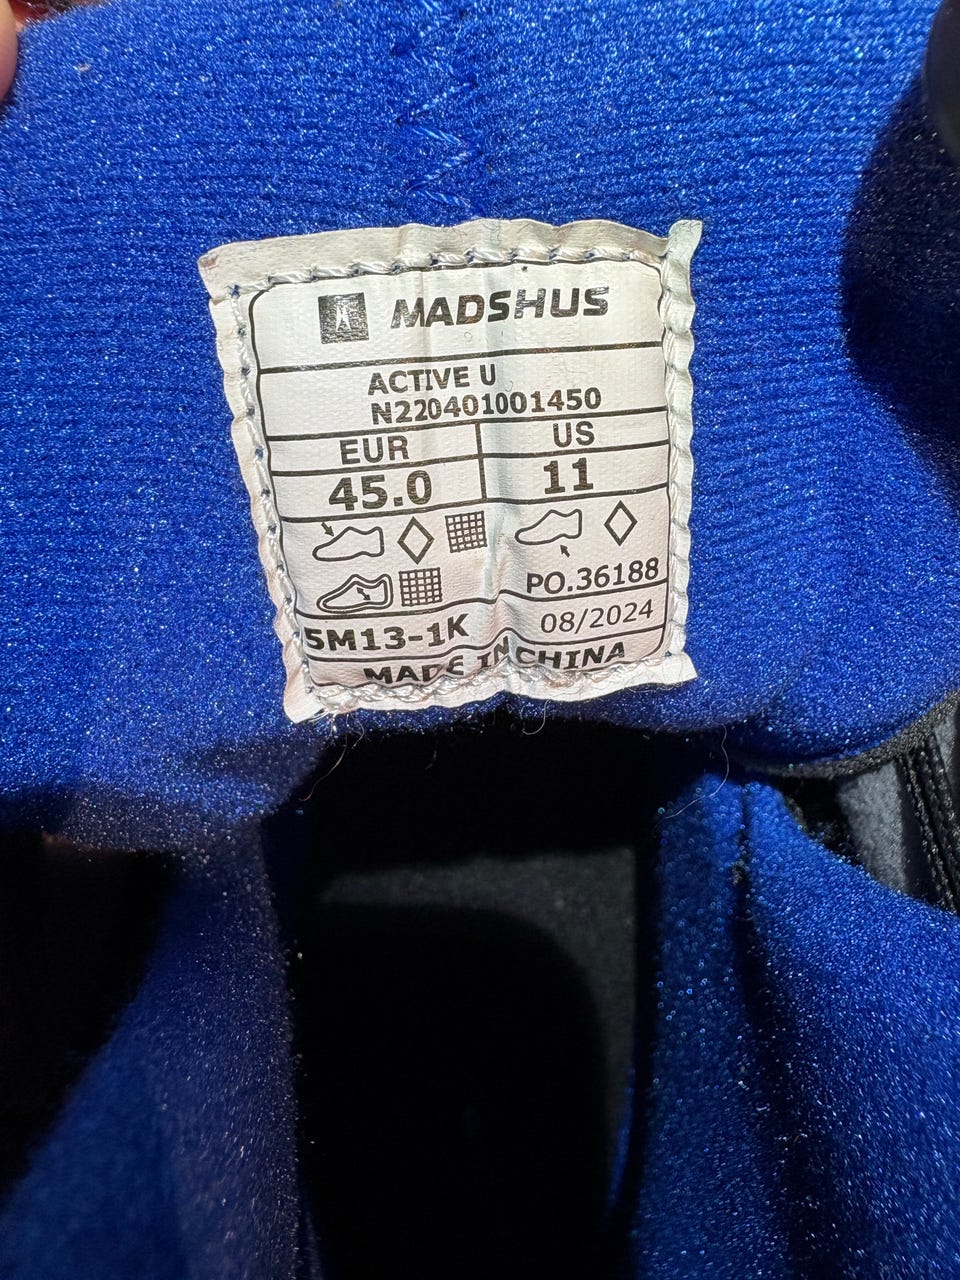 MADSHUS
ACTIVE U
N220401001450
EUR US
45.0 11
PO.36188
5M13-1K 08/2024
MADE IN CHINA